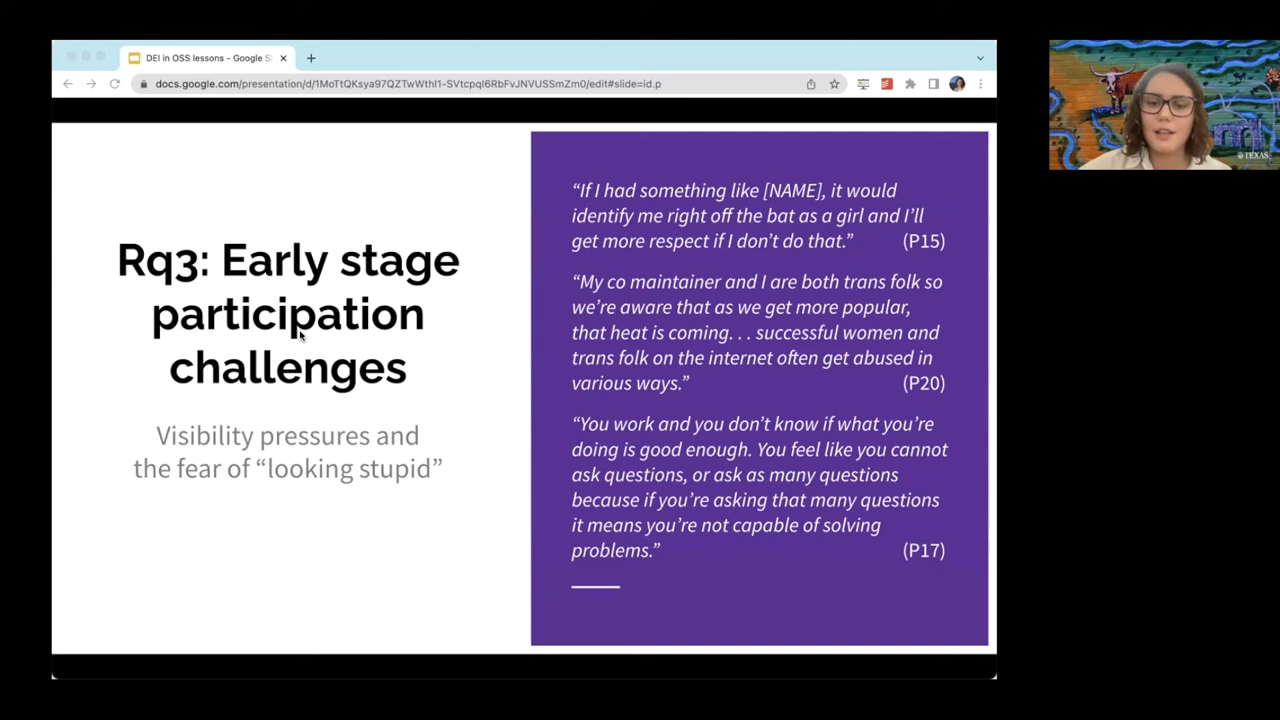 DEI in OSS lessons - Google S
docs.google.com/presentation/d/1MoTtQKsya97QZTwWthl1-SVtcpqI6RbFvJNVUSSmZm0/edit#slide=id.p
Rq3: Early stage
participation
challenges
Visibility pressures and
the fear of “looking stupid”
“If I had something like [NAME], it would
identify me right off the bat as a girl and I’ll
get more respect if I don’t do that.” (P15)
“My co maintainer and I are both trans folk so
we’re aware that as we get more popular,
that heat is coming. . . successful women and
trans folk on the internet often get abused in
various ways.” (P20)
“You work and you don’t know if what you’re
doing is good enough. You feel like you cannot
ask questions, or ask as many questions
because if you’re asking that many questions
it means you’re not capable of solving
problems.” (P17)
TEXAS